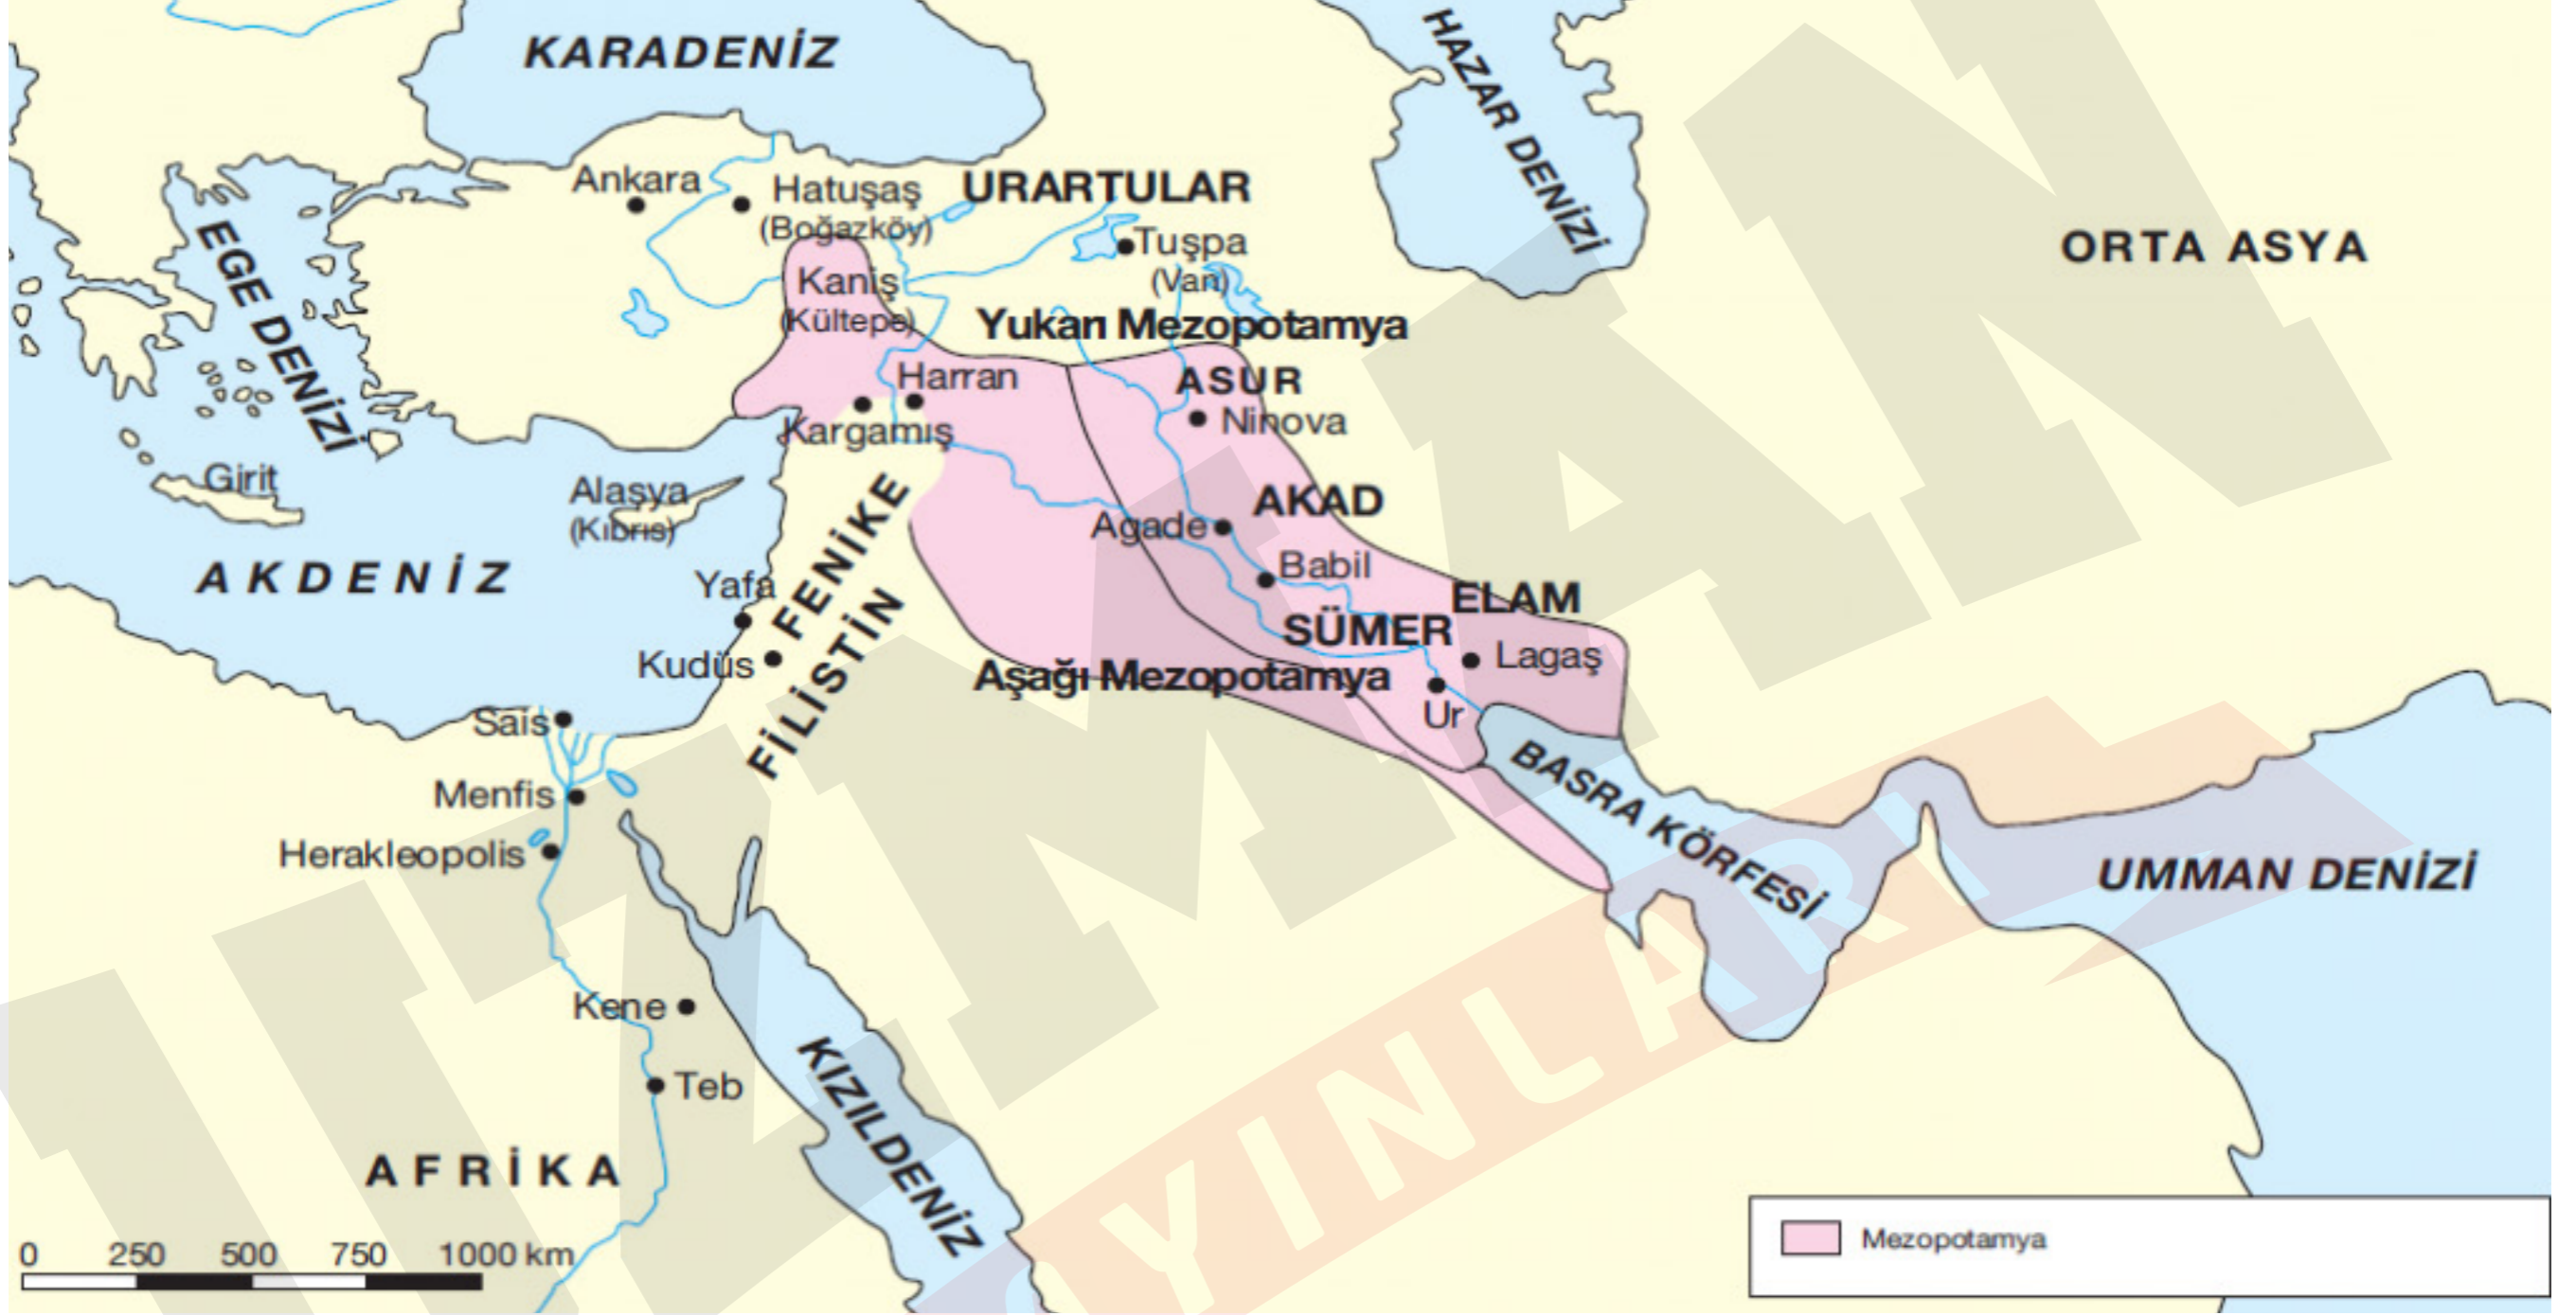 KARADENİZ
HAZAR DENİZİ
Ankara
Hatuşaş
(Boğazköy)
URARTULAR
Tuşpa
(Van)
ORTA ASYA
EGE DENİZİ
Kaniş
(Kültepe)
Yukarı Mezopotamya
Harran
ASUR
Ninova
Kargamış
Girit
Alaşya
(Kıbrıs)
AKAD
Agade
AKDENİZ
FENİKE
FİLİSTİN
Yafa
Babil
ELAM
SÜMER
Kudüs
Lagaş
Aşağı Mezopotamya
Ur
Sais
Menfis
BASRA KÖRFESİ
Herakleopolis
UMMAN DENİZİ
Kene
Teb
KIZILDENİZ
AFRİKA
0 250 500 750 1000 km
Mezopotamya